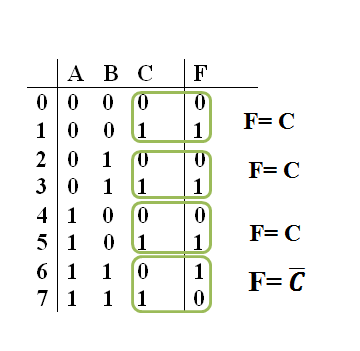 A B C F
0 0 0 0 0
1 0 0 1 1
F= C
2 0 1 0 0
3 0 1 1 1
F= C
4 1 0 0 0
5 1 0 1 1
F= C
6 1 1 0 1
7 1 1 1 0
F= C̅